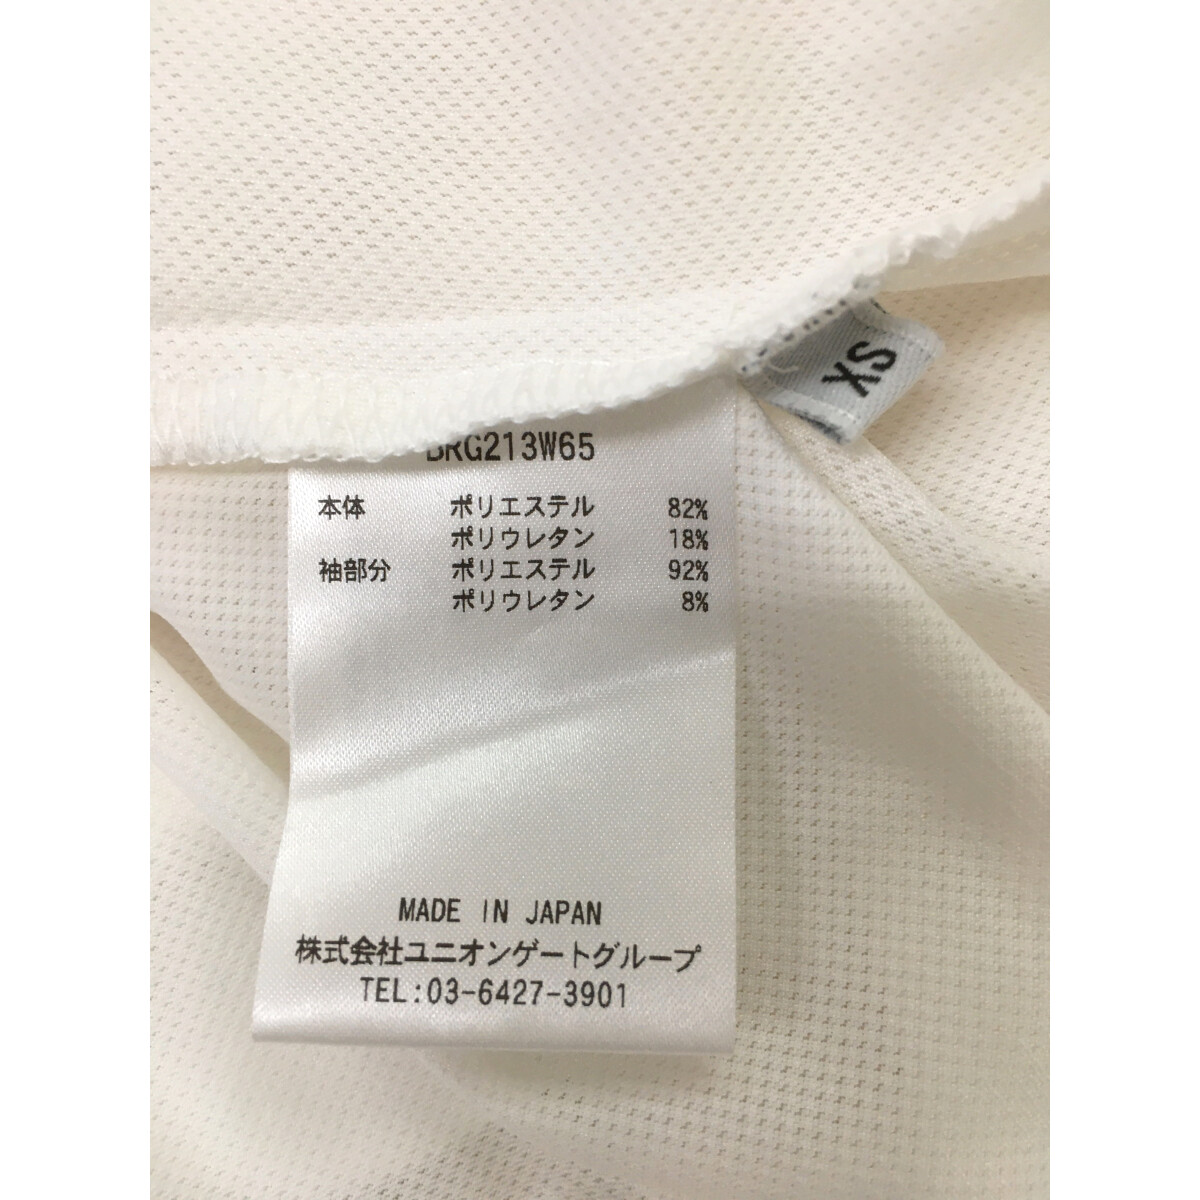 XS
BRG213W65
本体 ポリエステル 82%
ポリウレタン 18%
袖部分 ポリエステル 92%
ポリウレタン 8%
MADE IN JAPAN
株式会社ユニオンゲートグループ
TEL:03-6427-3901